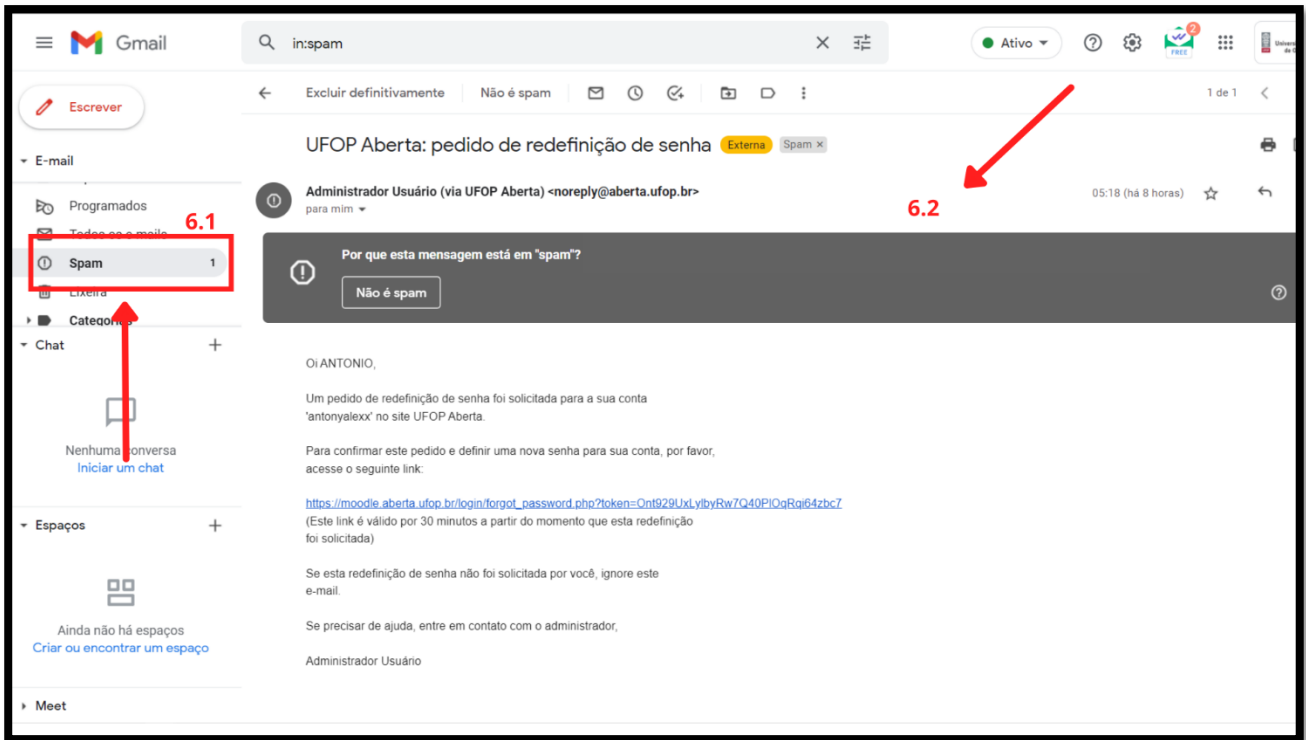 Gmail
in:spam
Ativo
2
FREE
Escrever
Excluir definitivamente
Não é spam
1 de 1
E-mail
UFOP Aberta: pedido de redefinição de senha
Externa
Spam ×
Programados
6.1
Administrador Usuário (via UFOP Aberta) <noreply@aberta.ufop.br>
para mim
6.2
05:18 (há 8 horas)
Spam
1
Lixeira
Categorias
Por que esta mensagem está em "spam"?
Não é spam
Chat
Nenhuma conversa
Iniciar um chat
Oi ANTONIO,
Um pedido de redefinição de senha foi solicitada para a sua conta
'antonyalexx' no site UFOP Aberta.
Para confirmar este pedido e definir uma nova senha para sua conta, por favor,
acesse o seguinte link:
https://moodle.aberta.ufop.br/login/forgot_password.php?token=Ont929UxLylbyRw7Q40PIOqRqi64zbc7
(Este link é válido por 30 minutos a partir do momento que esta redefinição
foi solicitada)
Espaços
Se esta redefinição de senha não foi solicitada por você, ignore este
e-mail.
Ainda não há espaços
Criar ou encontrar um espaço
Se precisar de ajuda, entre em contato com o administrador,
Administrador Usuário
Meet